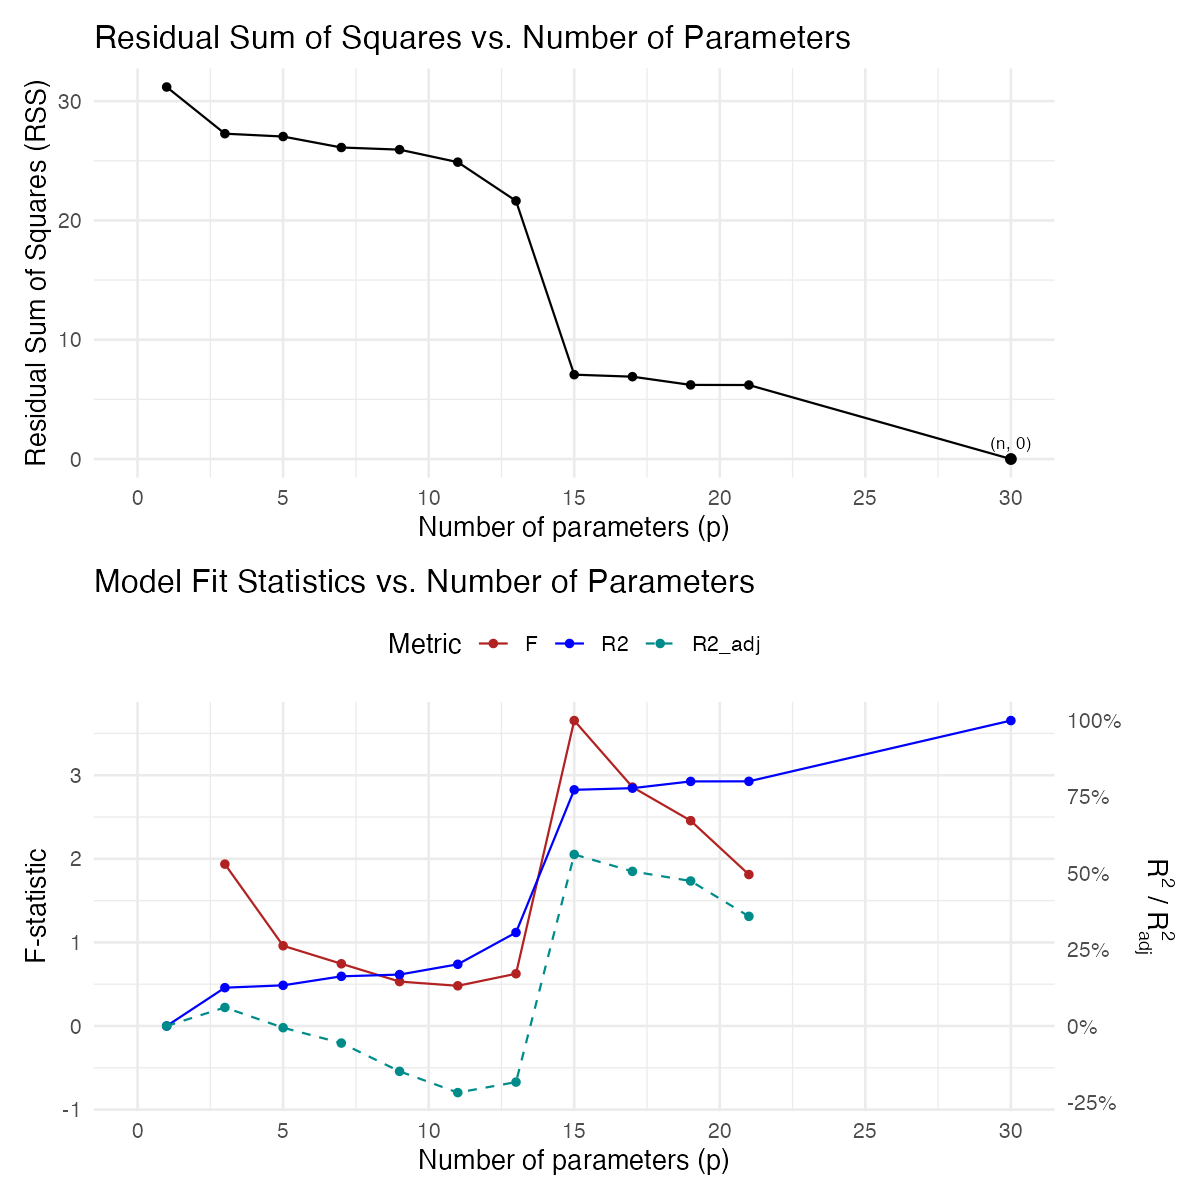 Residual Sum of Squares vs. Number of Parameters
Residual Sum of Squares (RSS)
30
20
10
0
(n, 0)
0 5 10 15 20 25 30
Number of parameters (p)
Model Fit Statistics vs. Number of Parameters
Metric F R2 R2_adj
F-statistic
3
2
1
0
-1
100%
75%
50%
25%
0%
-25%
R² / R²adj
0 5 10 15 20 25 30
Number of parameters (p)